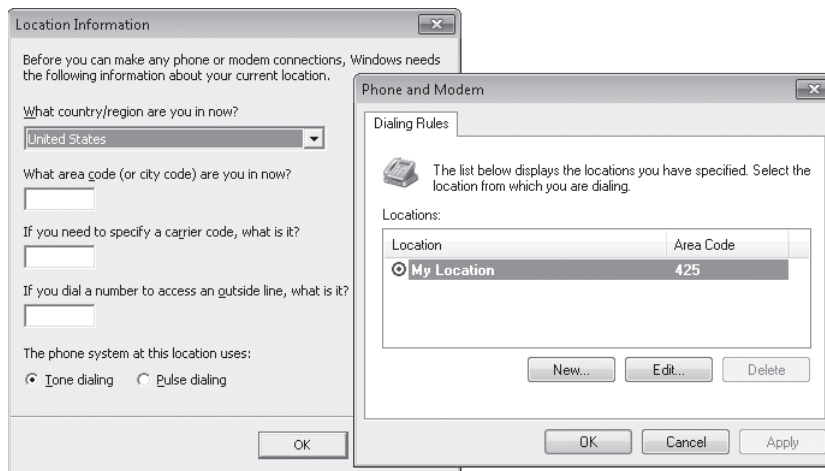 Location Information
Before you can make any phone or modem connections, Windows needs
the following information about your current location.
What country/region are you in now?
United States
What area code (or city code) are you in now?
If you need to specify a carrier code, what is it?
If you dial a number to access an outside line, what is it?
The phone system at this location uses:
Tone dialing
Pulse dialing
OK
Phone and Modem
Dialing Rules
The list below displays the locations you have specified. Select the
location from which you are dialing.
Locations:
Location Area Code
My Location 425
New... Edit... Delete
OK Cancel Apply